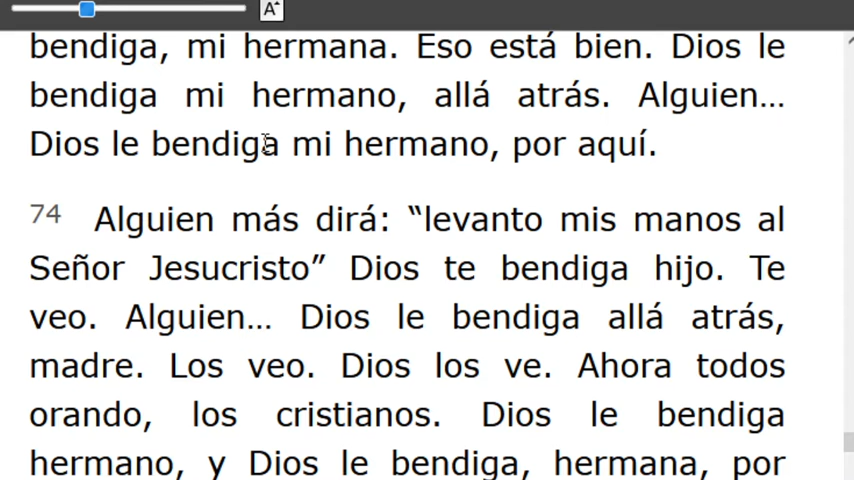 A
bendiga, mi hermana. Eso está bien. Dios le
bendiga mi hermano, allá atrás. Alguien...
Dios le bendiga mi hermano, por aquí.
74 Alguien más dirá: “levanto mis manos al
Señor Jesucristo” Dios te bendiga hijo. Te
veo. Alguien... Dios le bendiga allá atrás,
madre. Los veo. Dios los ve. Ahora todos
orando, los cristianos. Dios le bendiga
hermano, y Dios le bendiga, hermana, por